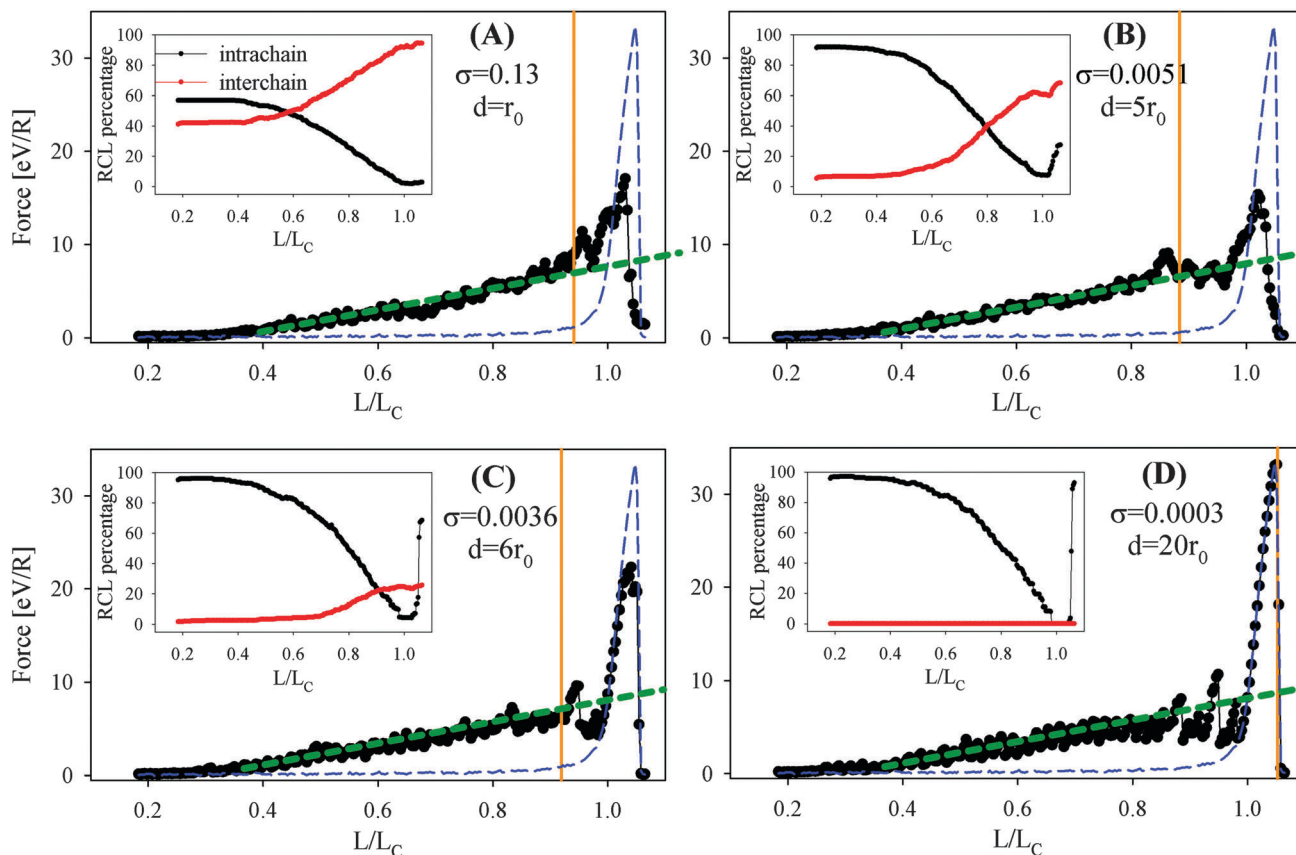 (A)
σ=0.13
d=r0
intrachain
interchain
RCL percentage
100
80
60
40
20
0
0.2 0.4 0.6 0.8 1.0
L/LC
Force [eV/R]
30
20
10
0
0.2 0.4 0.6 0.8 1.0
L/LC
(B)
σ=0.0051
d=5r0
RCL percentage
100
80
60
40
20
0
0.2 0.4 0.6 0.8 1.0
L/LC
30
20
10
0
0.2 0.4 0.6 0.8 1.0
L/LC
(C)
σ=0.0036
d=6r0
RCL percentage
100
80
60
40
20
0
0.2 0.4 0.6 0.8 1.0
L/LC
Force [eV/R]
30
20
10
0
0.2 0.4 0.6 0.8 1.0
L/LC
(D)
σ=0.0003
d=20r0
RCL percentage
100
80
60
40
20
0
0.2 0.4 0.6 0.8 1.0
L/LC
30
20
10
0
0.2 0.4 0.6 0.8 1.0
L/LC